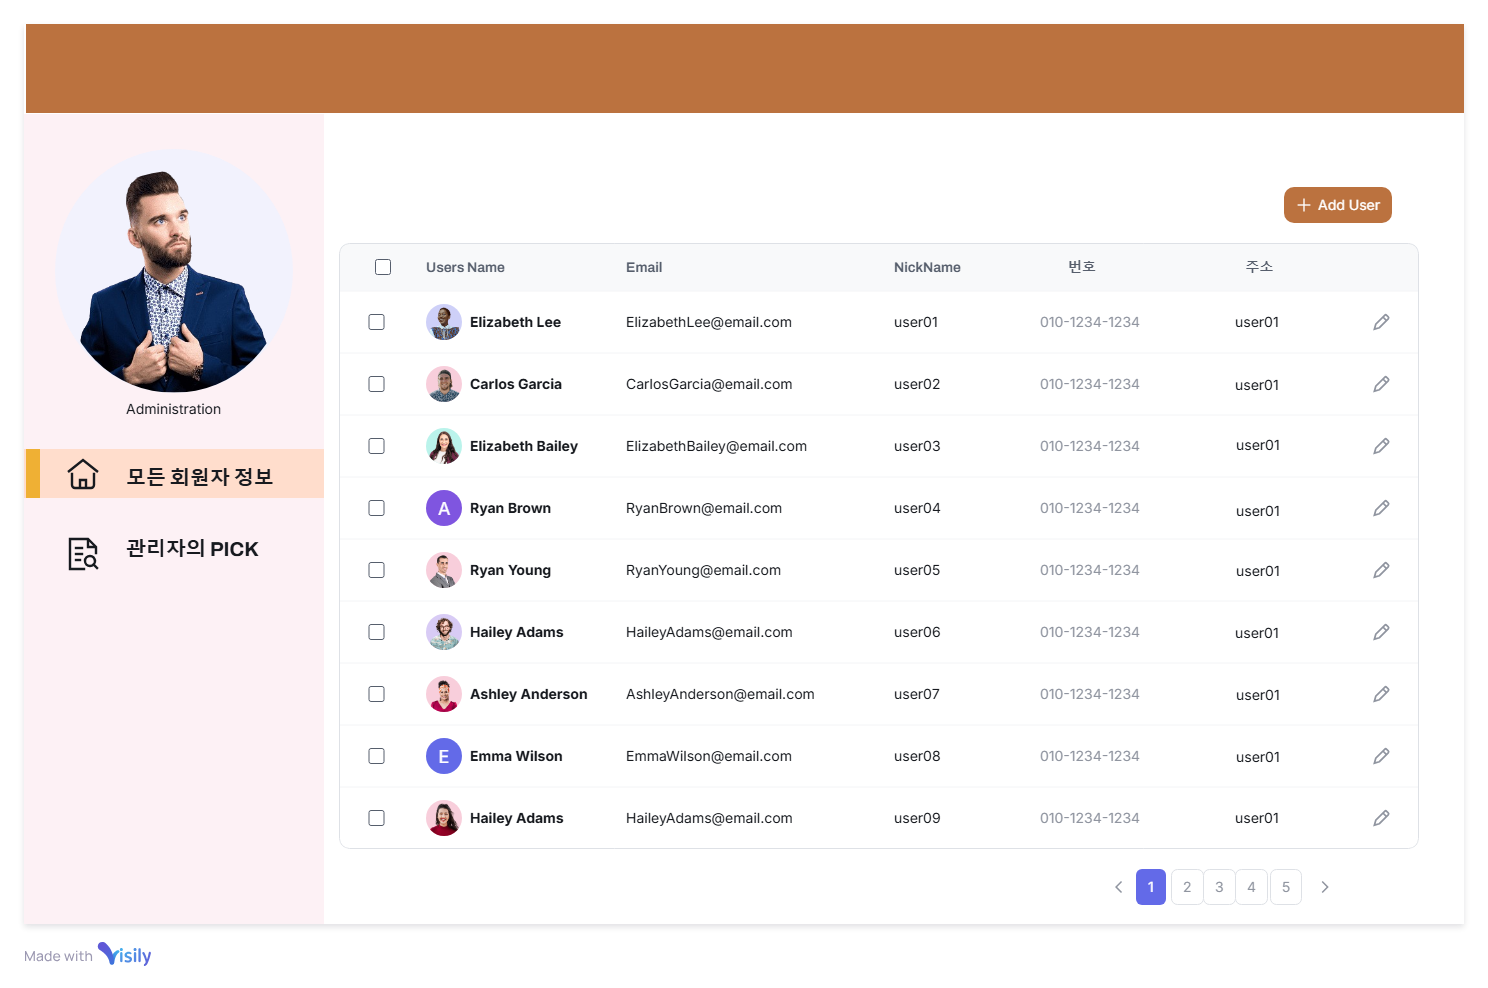 Add User
Users Name Email NickName 번호 주소
Elizabeth Lee ElizabethLee@email.com user01 010-1234-1234 user01
Carlos Garcia CarlosGarcia@email.com user02 010-1234-1234 user01
Elizabeth Bailey ElizabethBailey@email.com user03 010-1234-1234 user01
A Ryan Brown RyanBrown@email.com user04 010-1234-1234 user01
Ryan Young RyanYoung@email.com user05 010-1234-1234 user01
Hailey Adams HaileyAdams@email.com user06 010-1234-1234 user01
Ashley Anderson AshleyAnderson@email.com user07 010-1234-1234 user01
E Emma Wilson EmmaWilson@email.com user08 010-1234-1234 user01
Hailey Adams HaileyAdams@email.com user09 010-1234-1234 user01
1 2 3 4 5
Administration
모든 회원자 정보
관리자의 PICK
Made with Visily